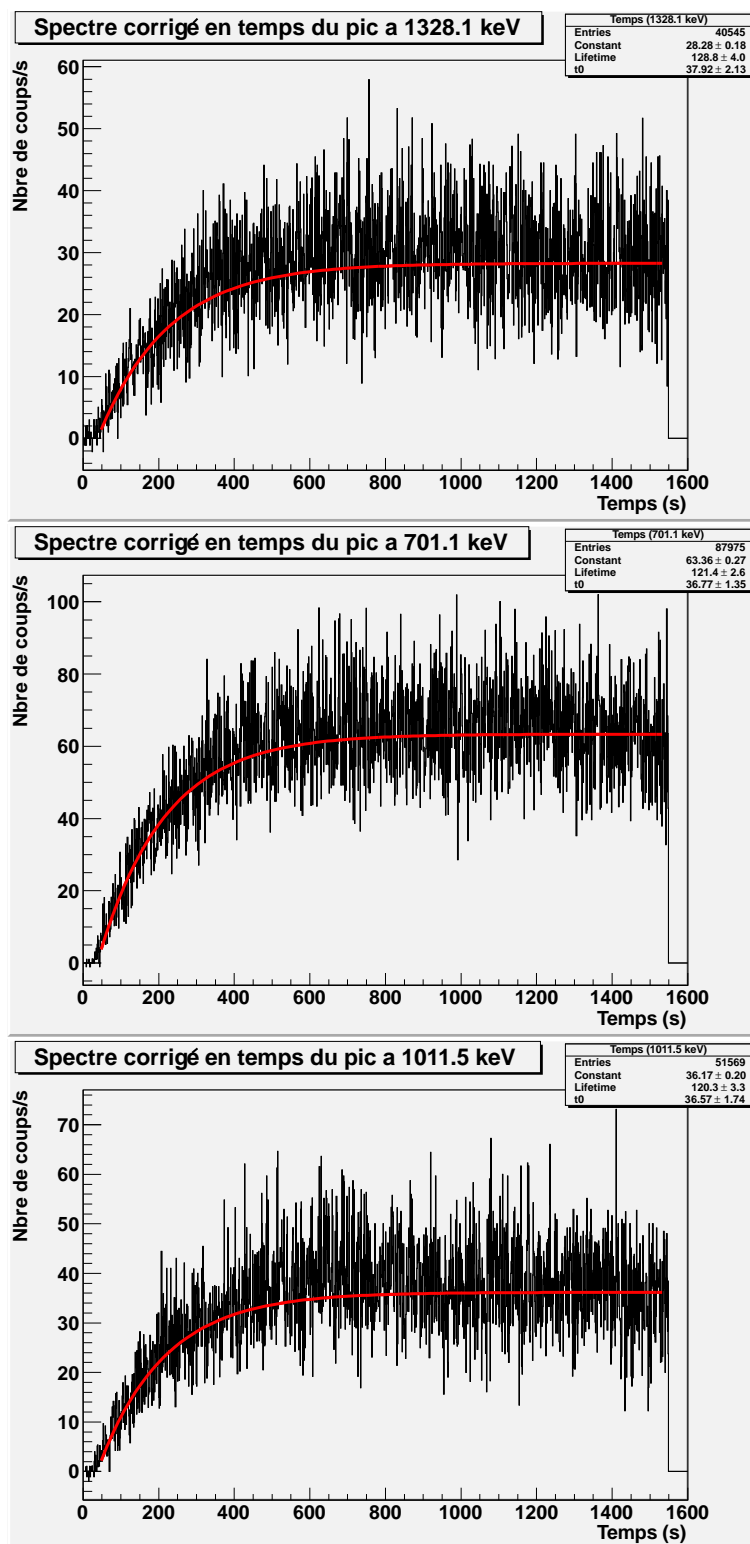 Spectre corrigé en temps du pic a 1328.1 keV
Temps (1328.1 keV)
Entries 40545
Constant 28.28 ± 0.18
Lifetime 128.8 ± 4.0
t0 37.92 ± 2.13
Nbre de coups/s
60
50
40
30
20
10
0
0 200 400 600 800 1000 1200 1400 1600
Temps (s)
Spectre corrigé en temps du pic a 701.1 keV
Temps (701.1 keV)
Entries 87975
Constant 63.36 ± 0.27
Lifetime 121.4 ± 2.6
t0 36.77 ± 1.35
Nbre de coups/s
100
80
60
40
20
0
0 200 400 600 800 1000 1200 1400 1600
Temps (s)
Spectre corrigé en temps du pic a 1011.5 keV
Temps (1011.5 keV)
Entries 51569
Constant 36.17 ± 0.20
Lifetime 120.3 ± 3.3
t0 36.57 ± 1.74
Nbre de coups/s
70
60
50
40
30
20
10
0
0 200 400 600 800 1000 1200 1400 1600
Temps (s)